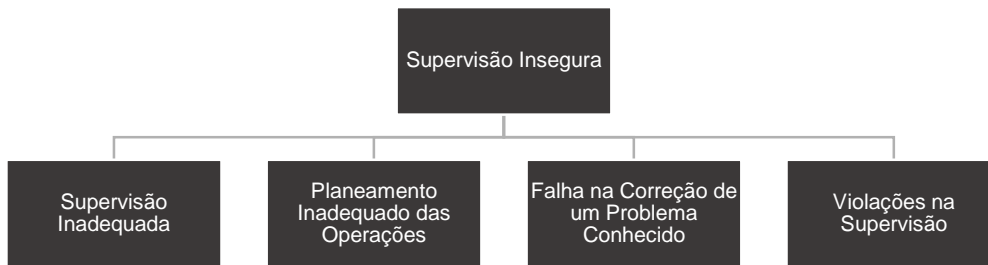 Supervisão Insegura
Supervisão
Inadequada
Planeamento
Inadequado das
Operações
Falha na Correção de
um Problema
Conhecido
Violações na
Supervisão